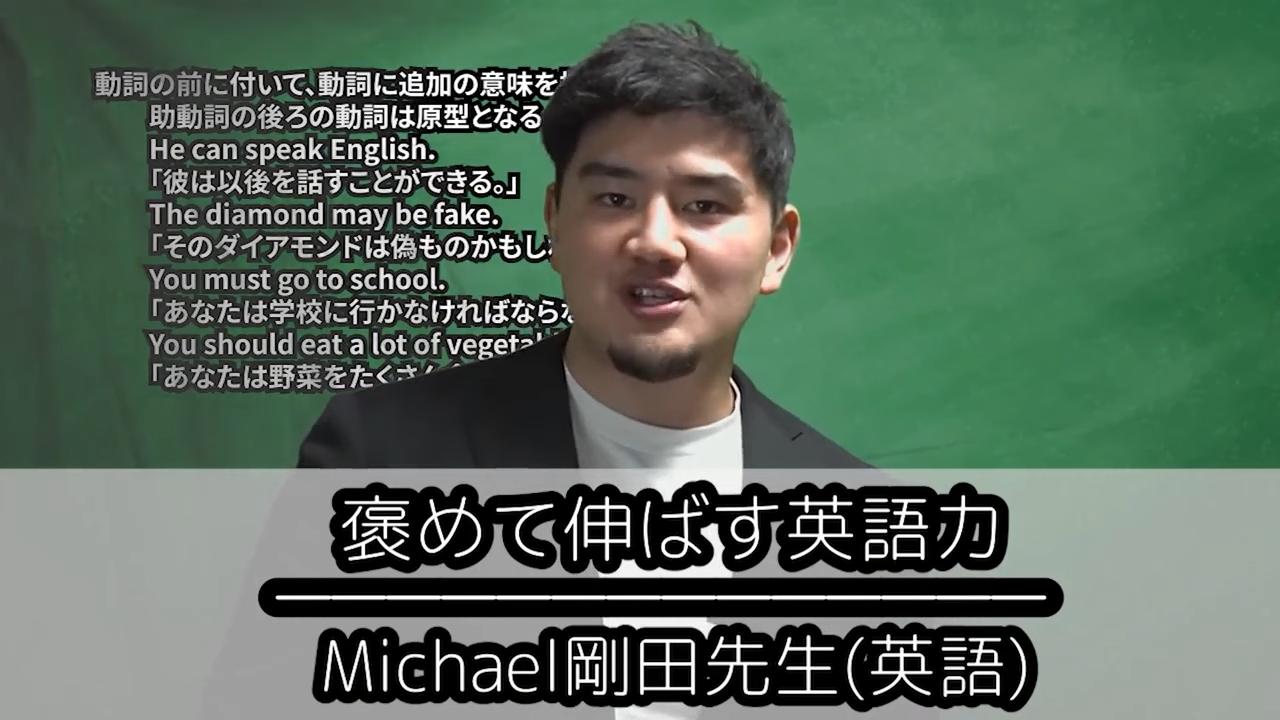 動詞の前に付いて、動詞に追加の意味を
助動詞の後ろの動詞は原型となる
He can speak English.
「彼は以後を話すことができる。」
The diamond may be fake.
「そのダイアモンドは偽ものかもし
You must go to school.
「あなたは学校に行かなければなら
You should eat a lot of
「あなたは野菜をたくさん
褒めて伸ばす英語力
Michael剛田先生(英語)